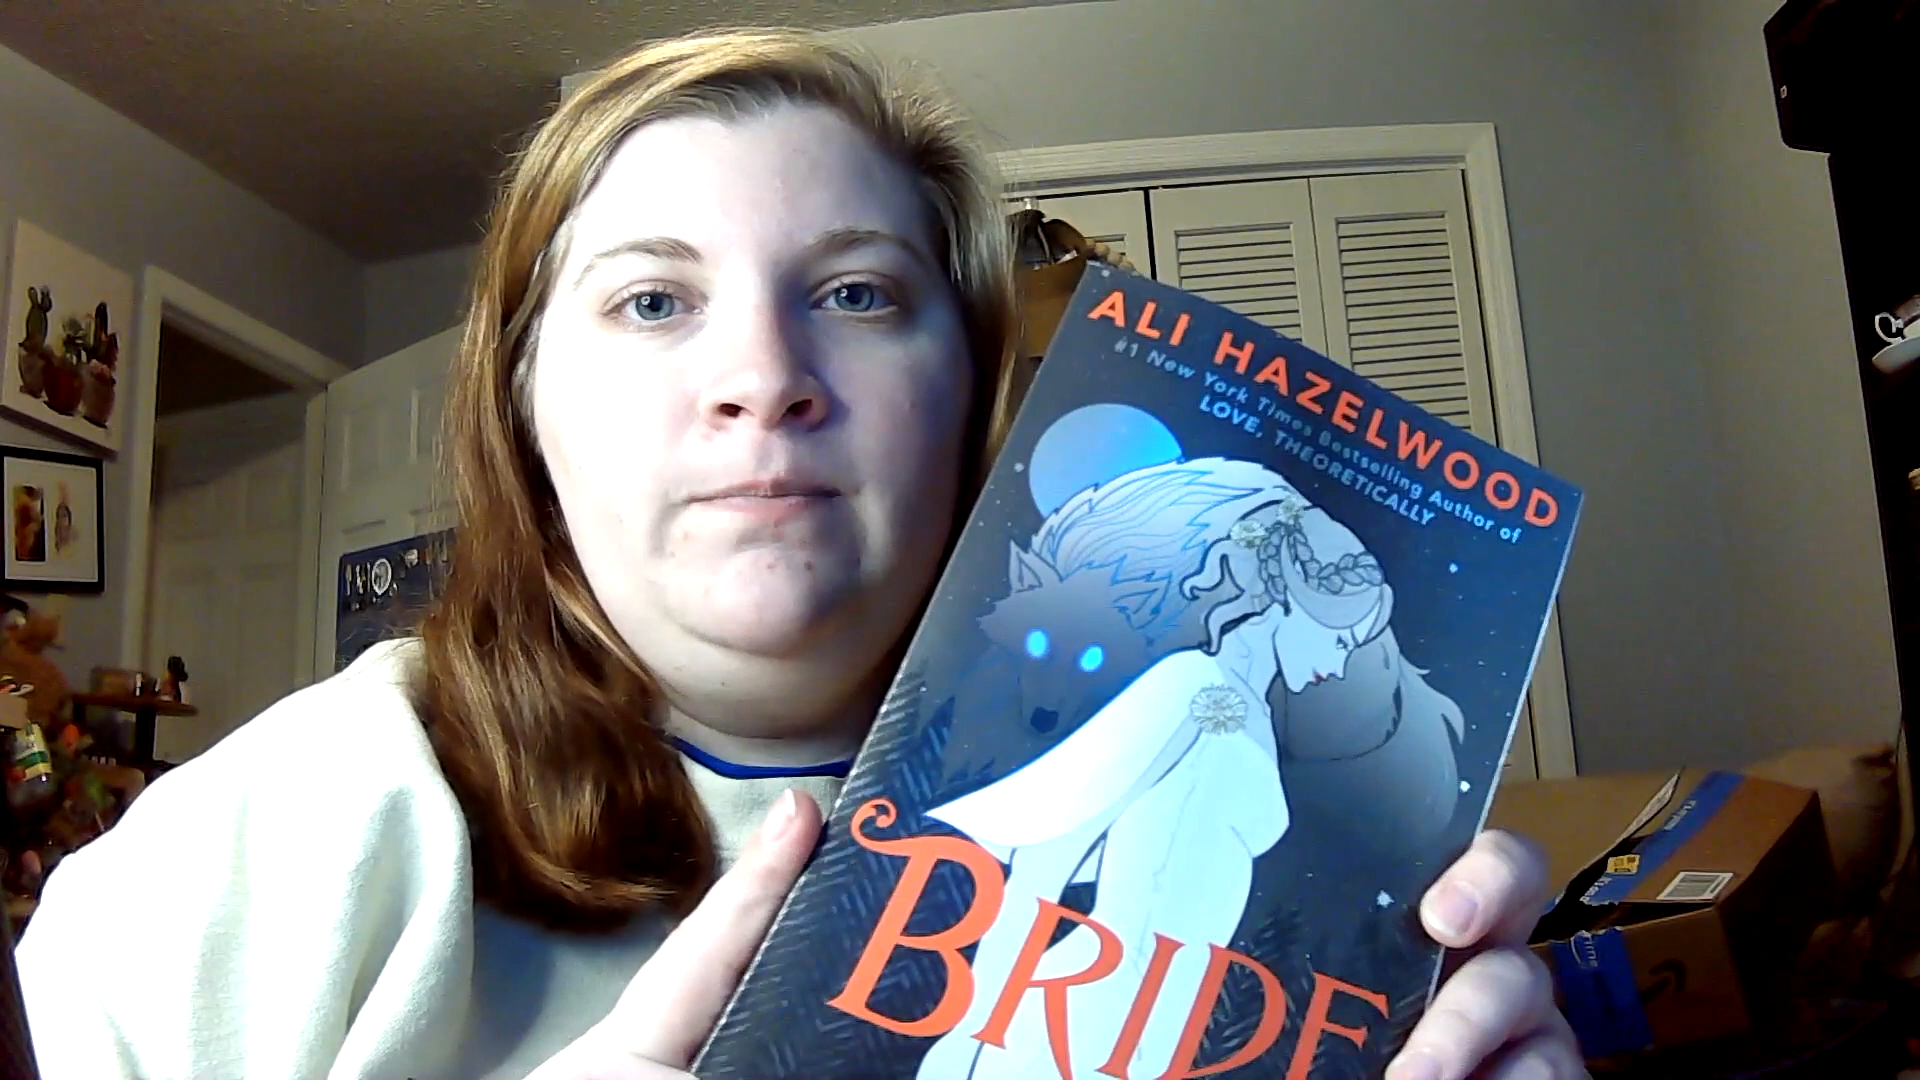 ALI HAZELWOOD
#1 New York Times Bestselling Author of
LOVE, THEORETICALLY
BRIDE